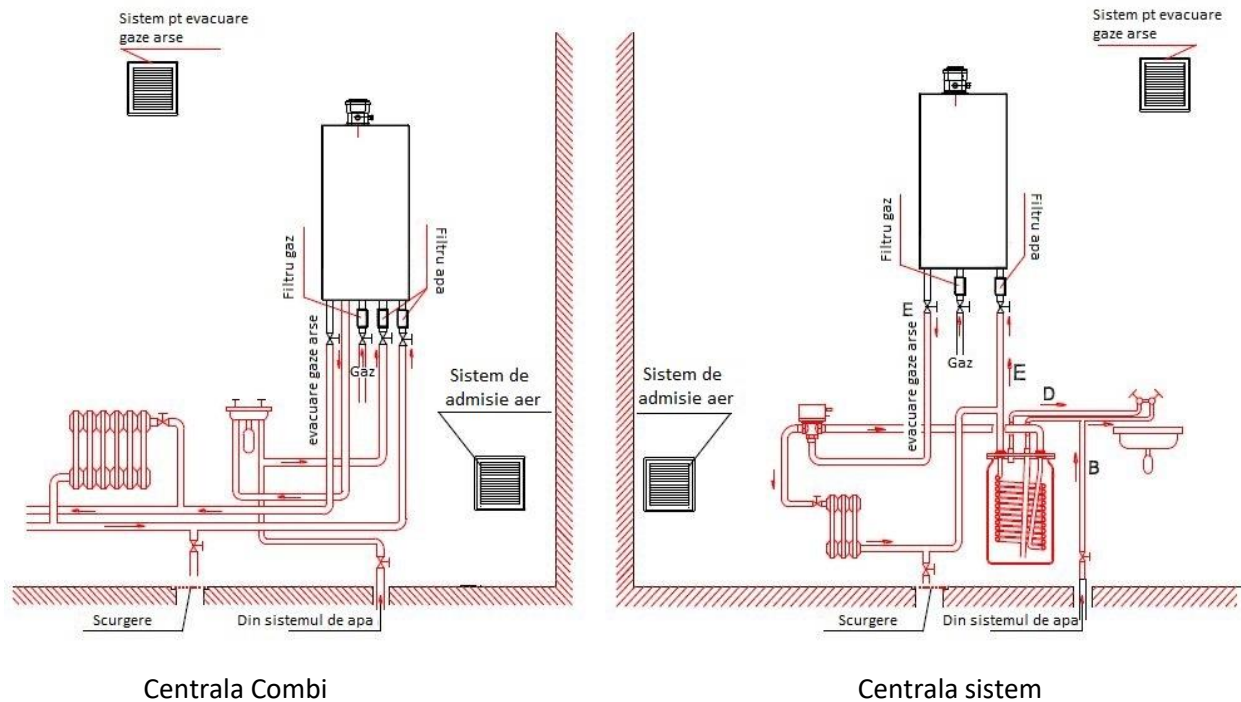 Sistem pt evacuare
gaze arse
Filtru gaz
Filtru apa
evacuare gaze arse
Gaz
Sistem de
admisie aer
Scurgere
Din sistemul de apa
Centrala Combi
Sistem pt evacuare
gaze arse
Filtru gaz
Filtru apa
E
evacuare gaze arse
Gaz
E
Sistem de
admisie aer
D
B
Scurgere
Din sistemul de apa
Centrala sistem